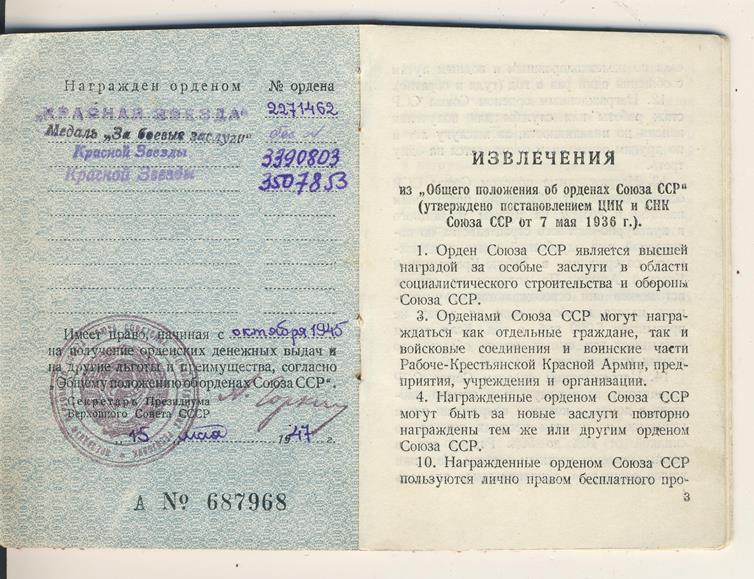 Награжден орденом № ордена
„КРАСНАЯ ЗВЕЗДА" 2271462
Медаль „За боевые заслуги" без №
Красной Звезды 3390803
Красной Звезды 3507853
Имеет право, начиная с октября 1945
на получение орденских денежных выдач и
на другие льготы и преимущества, согласно
„Общему положению об орденах Союза ССР".
Секретарь Президиума
Верховного Совета СССР
А. Горкин
„15" мая 1947 г.
А № 687968
ИЗВЛЕЧЕНИЯ
из „Общего положения об орденах Союза ССР"
(утверждено постановлением ЦИК и СНК
Союза ССР от 7 мая 1936 г.).
1. Орден Союза ССР является высшей
наградой за особые заслуги в области
социалистического строительства и обороны
Союза ССР.
3. Орденами Союза ССР могут награ-
ждаться как отдельные граждане, так и
войсковые соединения и воинские части
Рабоче-Крестьянской Красной Армии, пред-
приятия, учреждения и организации.
4. Награжденные орденом Союза ССР
могут быть за новые заслуги повторно
награждены тем же или другим орденом
Союза ССР.
10. Награжденные орденом Союза ССР
пользуются лично правом бесплатного про-
3